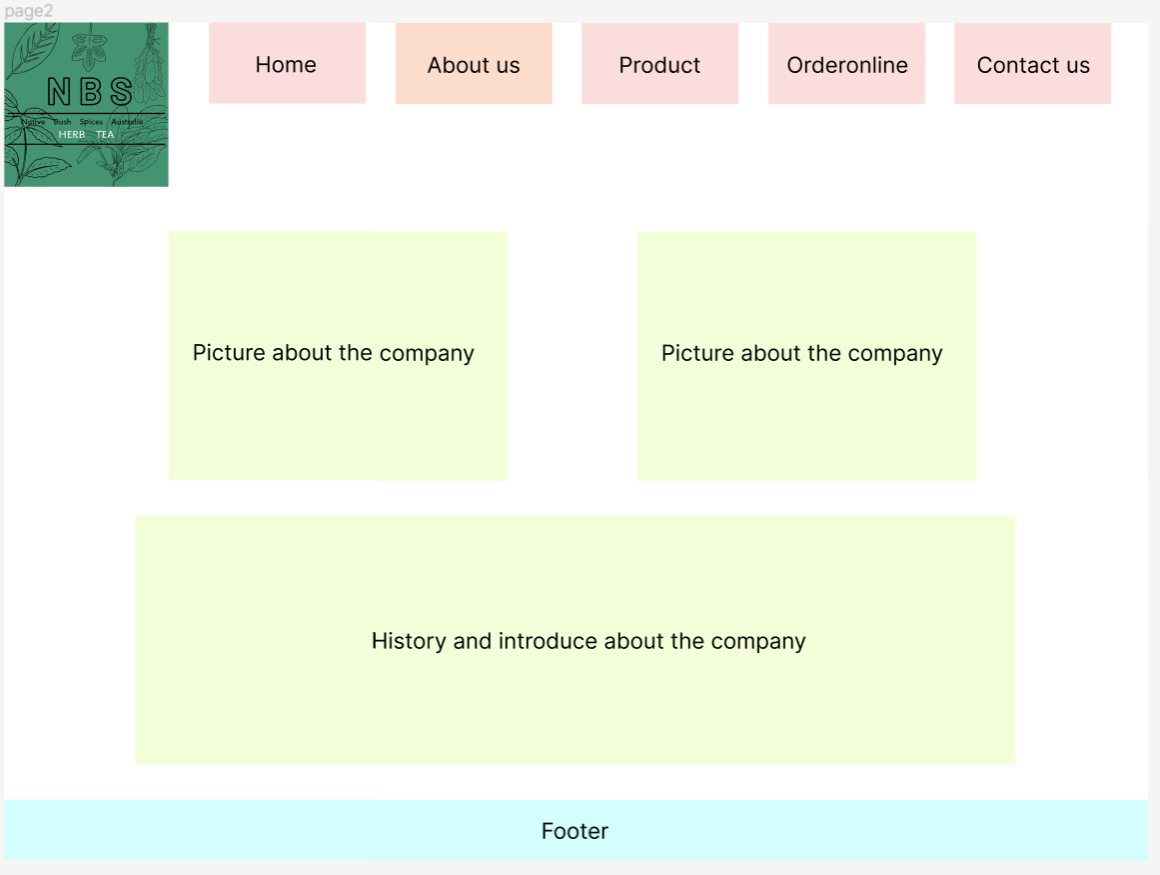 page2
NBS
Native Bush Spices Australia
HERB TEA
Home
About us
Product
Orderonline
Contact us
Picture about the company
Picture about the company
History and introduce about the company
Footer